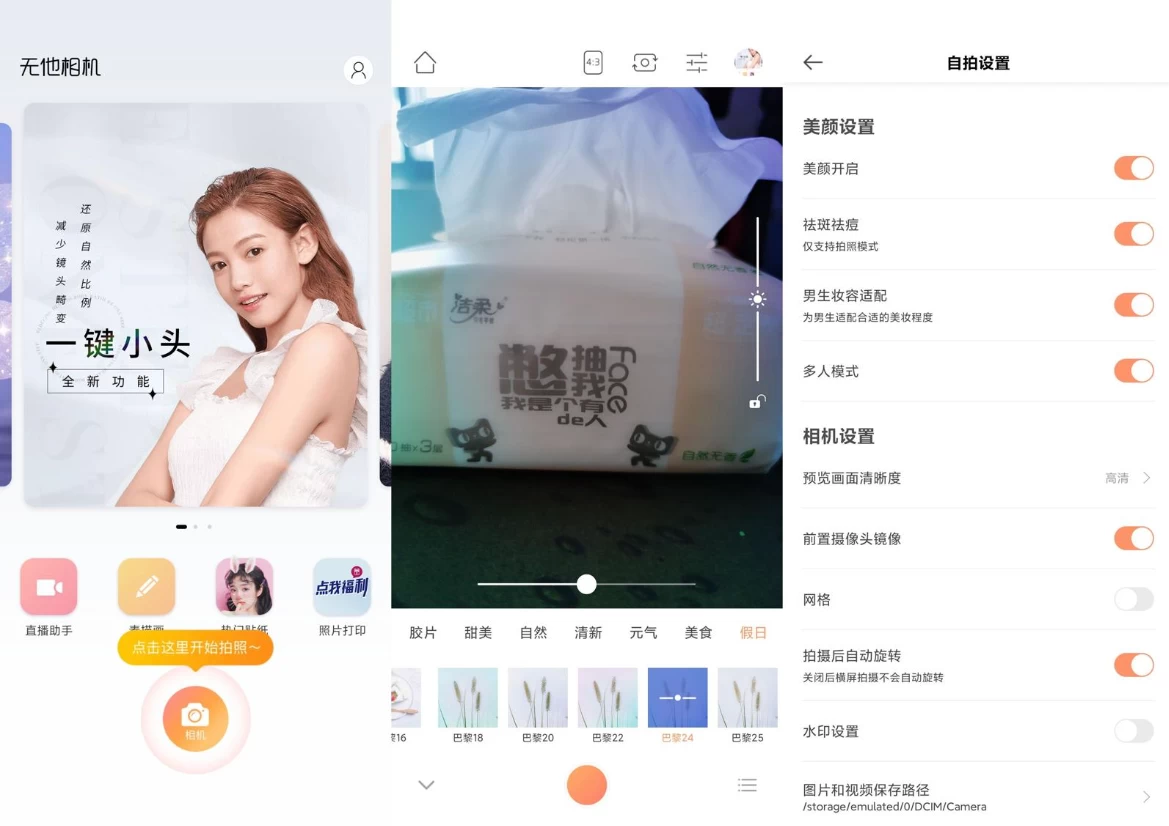 无他相机
还原自然比例
减少镜头畸变
一键小头
全新功能
直播助手
热门贴纸
点我福利
照片打印
点击这里开始拍照～
相机
4:3
自然无香
洁柔
憋抽我Face
我是个有de人
自然无香
胶片 甜美 自然 清新 元气 美食 假日
16 巴黎18 巴黎20 巴黎22 巴黎24 巴黎25
自拍设置
美颜设置
美颜开启
祛斑祛痘
仅支持拍照模式
男生妆容适配
为男生适配合适的美妆程度
多人模式
相机设置
预览画面清晰度 高清
前置摄像头镜像
网格
拍摄后自动旋转
关闭后横屏拍摄不会自动旋转
水印设置
图片和视频保存路径
/storage/emulated/0/DCIM/Camera